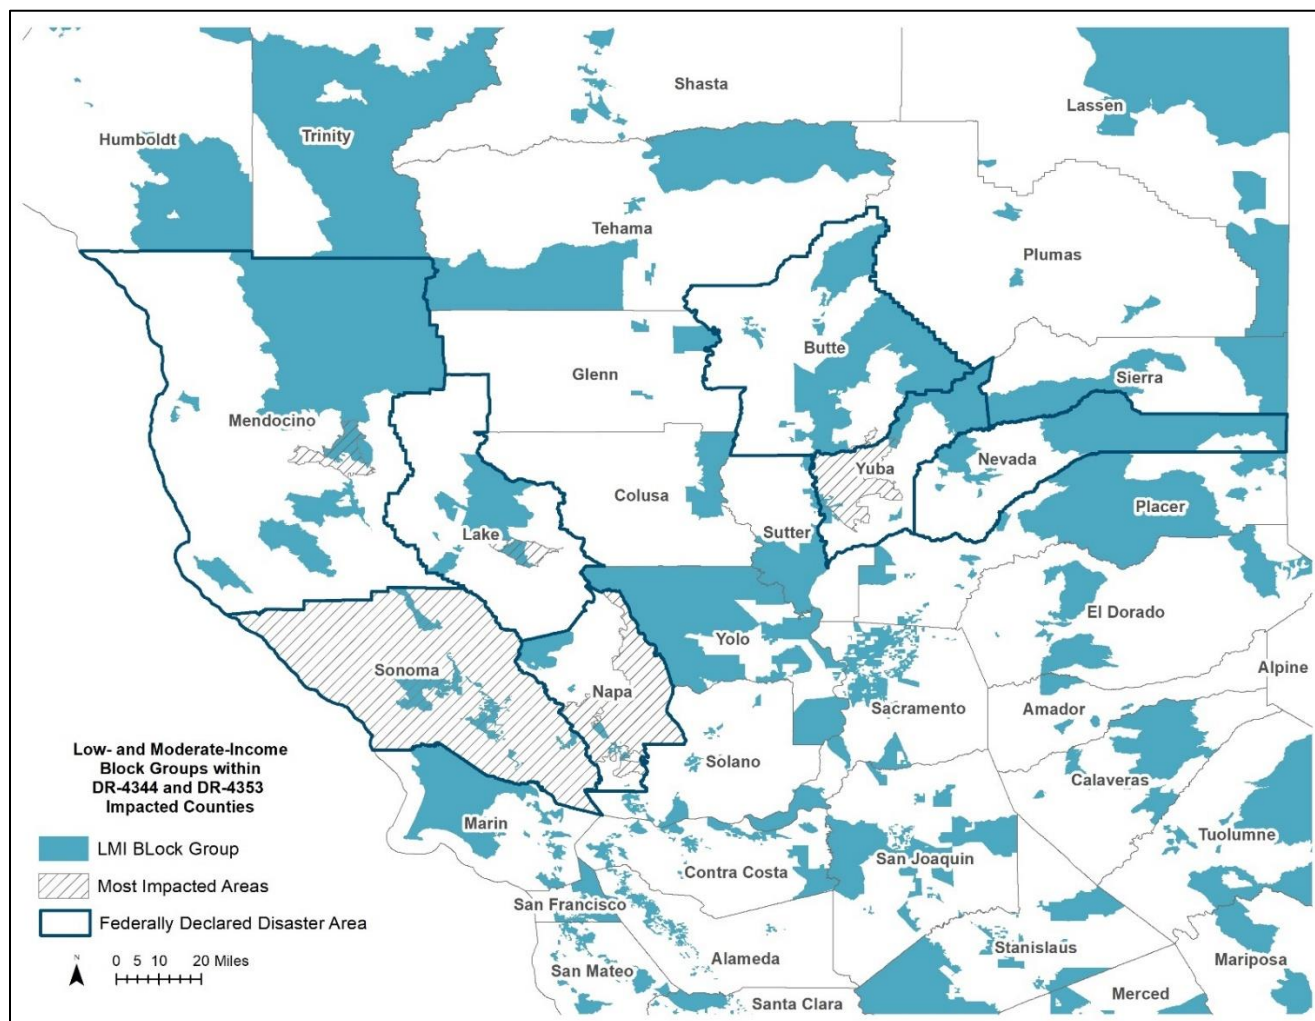 Shasta
Lassen
Humboldt
Trinity
Tehama
Plumas
Butte
Glenn
Sierra
Mendocino
Yuba
Nevada
Colusa
Placer
Lake
Sutter
El Dorado
Yolo
Sonoma
Alpine
Napa
Sacramento
Amador
Solano
Calaveras
Marin
Tuolumne
Contra Costa
San Joaquin
San Francisco
Stanislaus
Alameda
Mariposa
San Mateo
Merced
Santa Clara
Low- and Moderate-Income
Block Groups within
DR-4344 and DR-4353
Impacted Counties
LMI BLock Group
Most Impacted Areas
Federally Declared Disaster Area
N
0 5 10 20 Miles